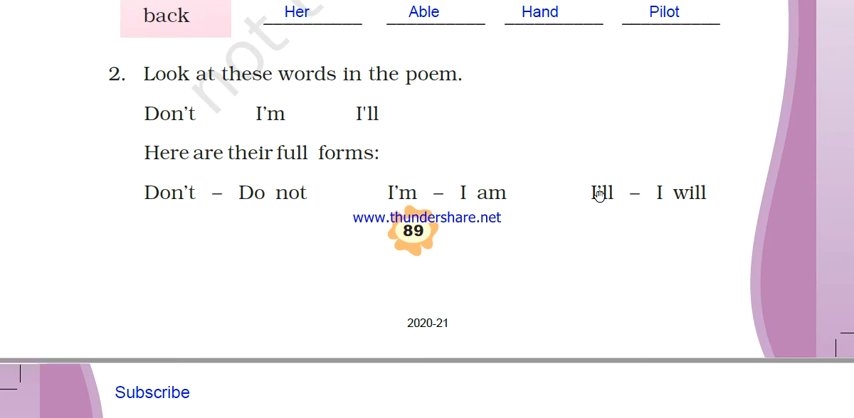 back Her Able Hand Pilot
not t
2. Look at these words in the poem.
Don't I'm I'll
Here are their full forms:
Don't – Do not I'm – I am I'll – I will
www.thundershare.net
89
2020-21
Subscribe